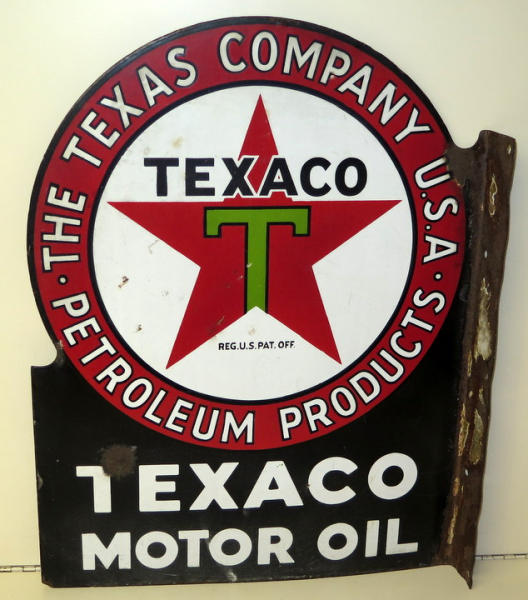 THE TEXAS COMPANY U.S.A.
TEXACO
T
REG. U.S. PAT. OFF.
PETROLEUM PRODUCTS
TEXACO
MOTOR OIL